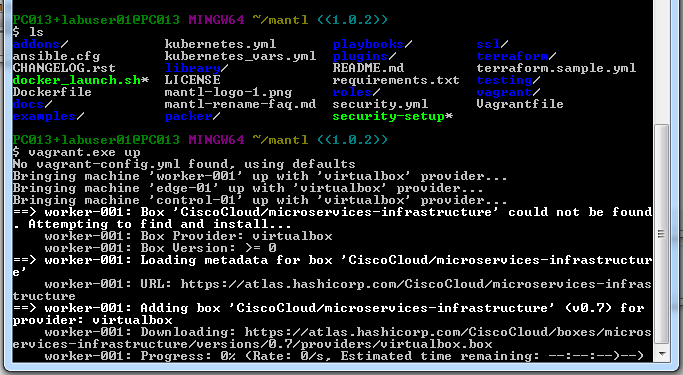 PC013+labuser01@PC013 MINGW64 ~/mantl ((1.0.2))
$ ls
addons/ kubernetes.yml playbooks/ ssl/
ansible.cfg kubernetes_vars.yml plugins/ terraform/
CHANGELOG.rst library/ README.md terraform.sample.yml
docker_launch.sh* LICENSE requirements.txt testing/
Dockerfile mantl-logo-1.png roles/ vagrant/
docs/ mantl-rename-faq.md security.yml Vagrantfile
examples/ packer/ security-setup*
PC013+labuser01@PC013 MINGW64 ~/mantl ((1.0.2))
$ vagrant.exe up
No vagrant-config.yml found, using defaults
Bringing machine 'worker-001' up with 'virtualbox' provider...
Bringing machine 'edge-01' up with 'virtualbox' provider...
Bringing machine 'control-01' up with 'virtualbox' provider...
==> worker-001: Box 'CiscoCloud/microservices-infrastructure' could not be found
. Attempting to find and install...
worker-001: Box Provider: virtualbox
worker-001: Box Version: >= 0
==> worker-001: Loading metadata for box 'CiscoCloud/microservices-infrastructur
e'
worker-001: URL: https://atlas.hashicorp.com/CiscoCloud/microservices-infras
tructure
==> worker-001: Adding box 'CiscoCloud/microservices-infrastructure' (v0.7) for
provider: virtualbox
worker-001: Downloading: https://atlas.hashicorp.com/CiscoCloud/boxes/micros
ervices-infrastructure/versions/0.7/providers/virtualbox.box
worker-001: Progress: 0% (Rate: 0/s, Estimated time remaining: --:--:--)--)